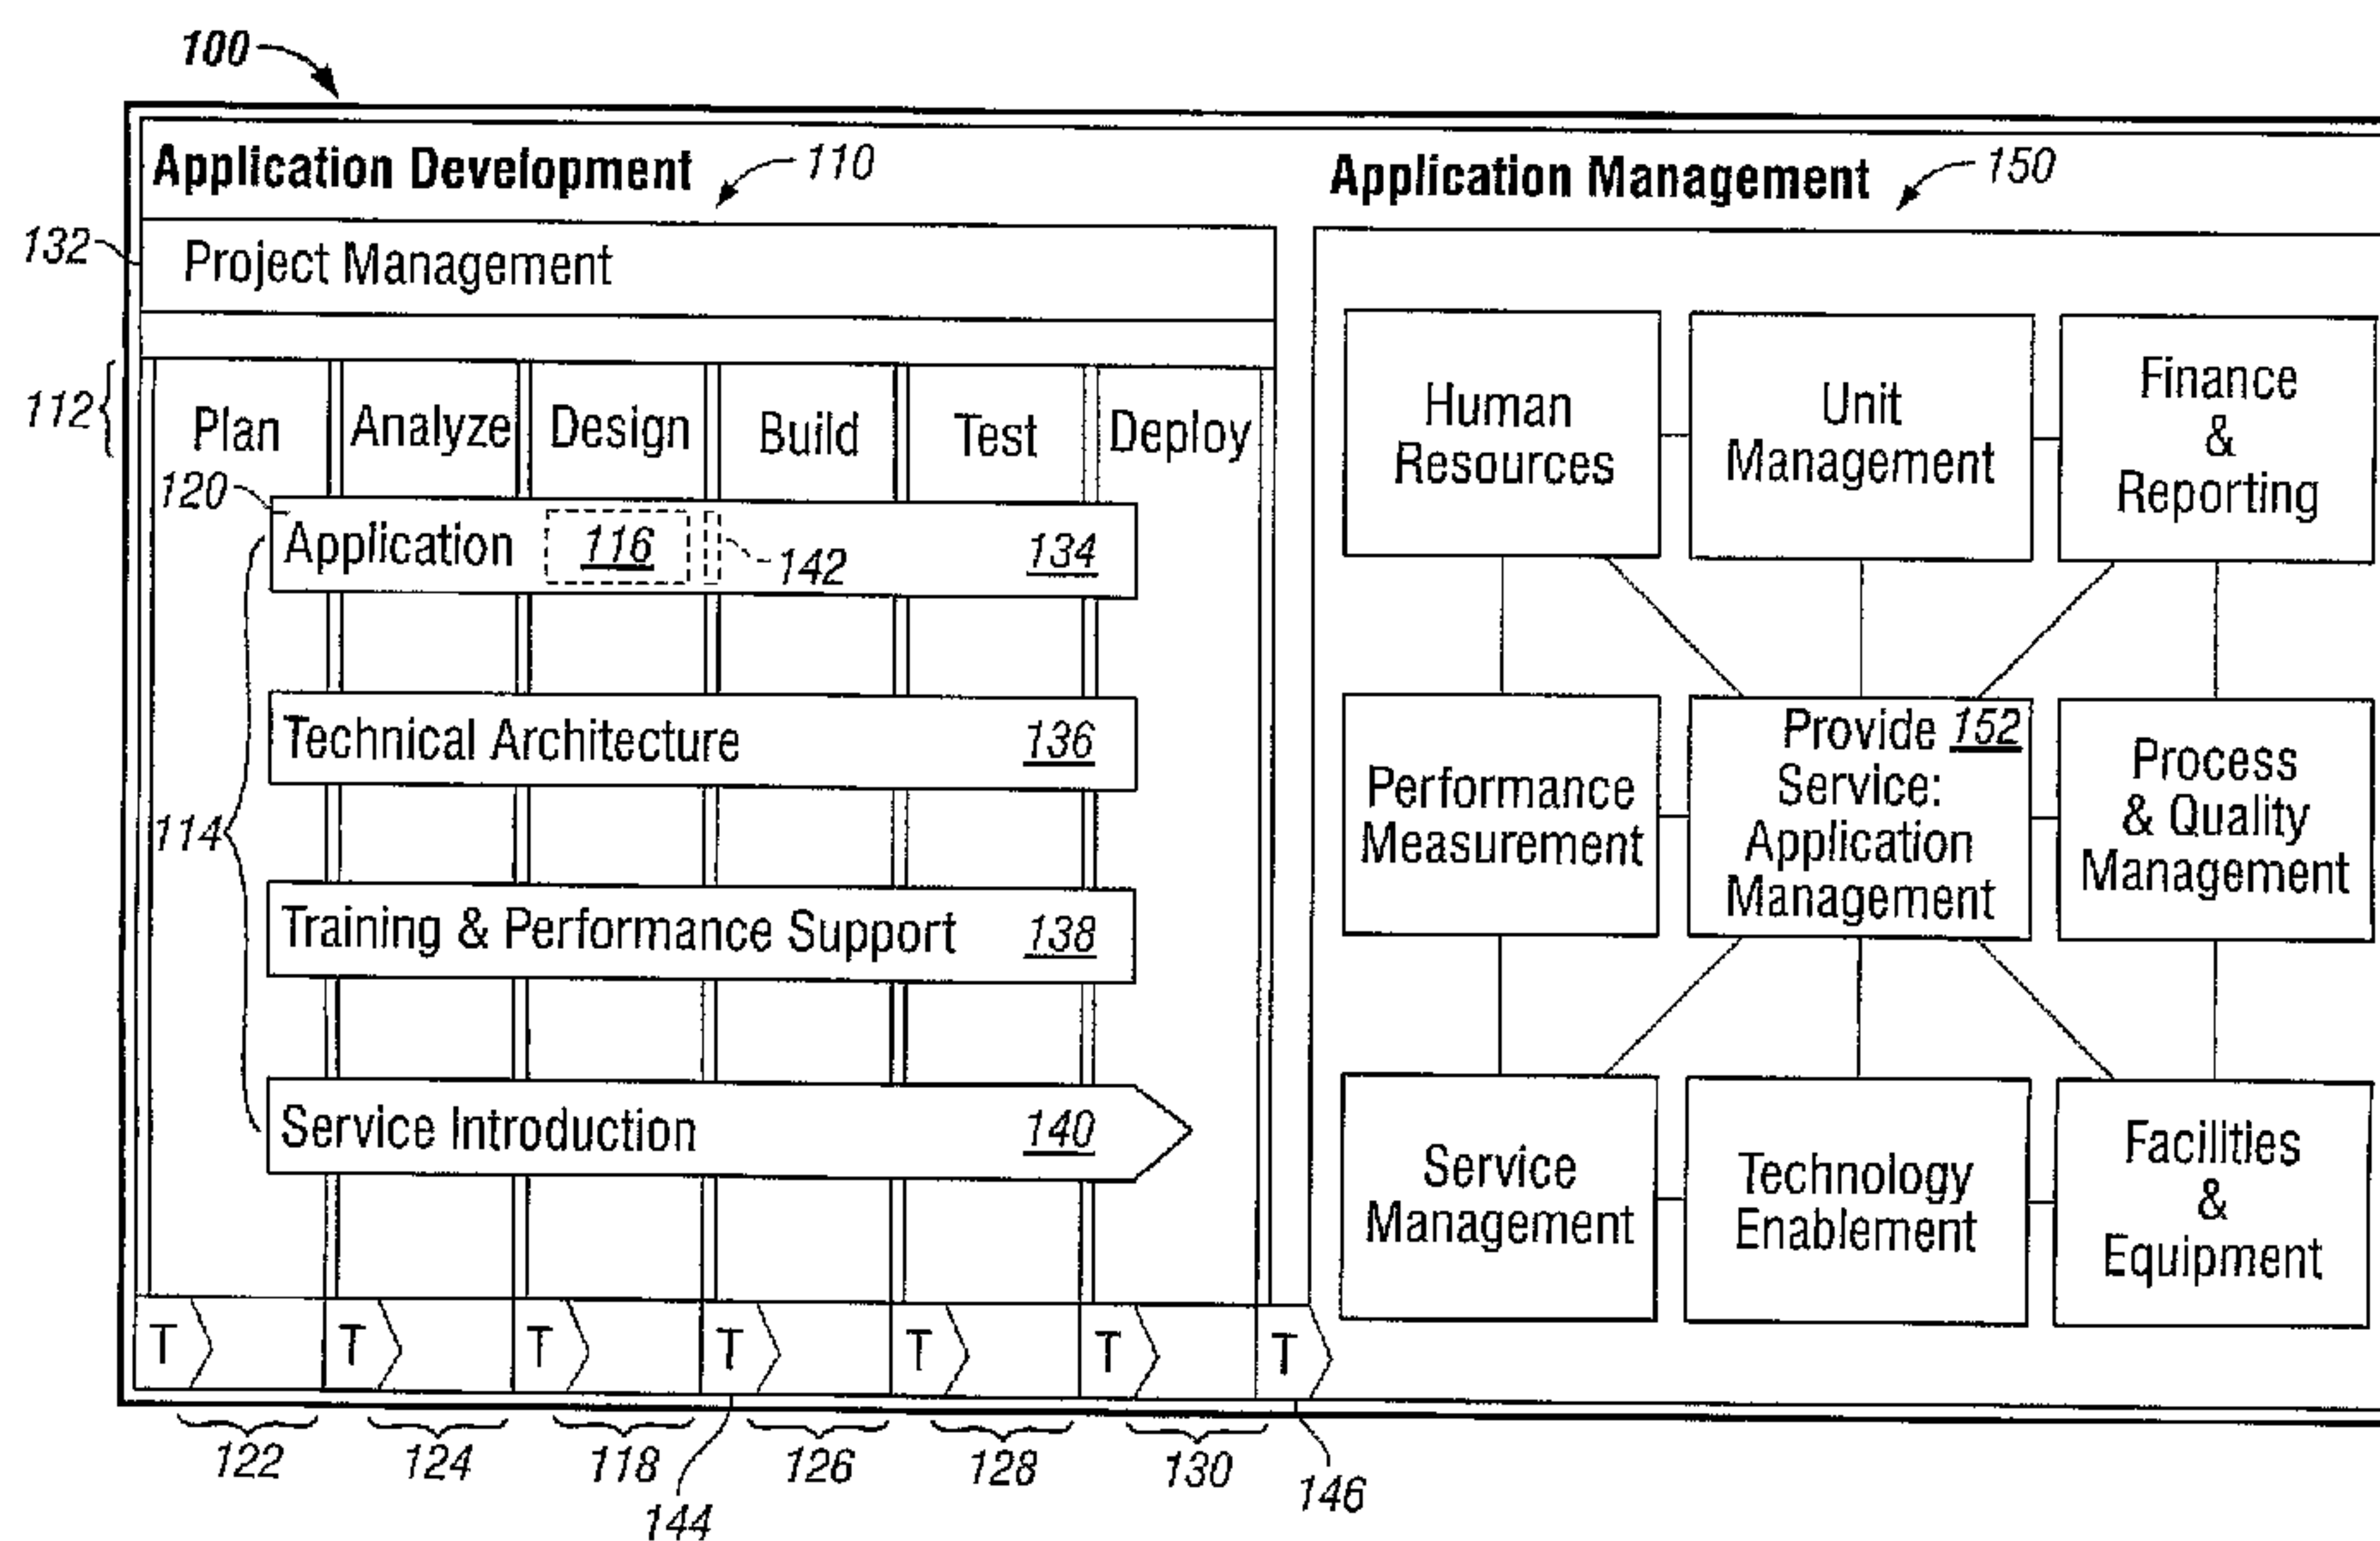 100
Application Development
110
Application Management
150
132
Project Management
112
Plan
Analyze
Design
Build
Test
Deploy
120
Application
116
142
134
114
Technical Architecture
136
Training & Performance Support
138
Service Introduction
140
T
T
T
T
T
T
T
122
124
118
126
128
130
144
146
Human
Resources
Unit
Management
Finance
&
Reporting
Performance
Measurement
Provide 152
Service:
Application
Management
Process
& Quality
Management
Service
Management
Technology
Enablement
Facilities
&
Equipment